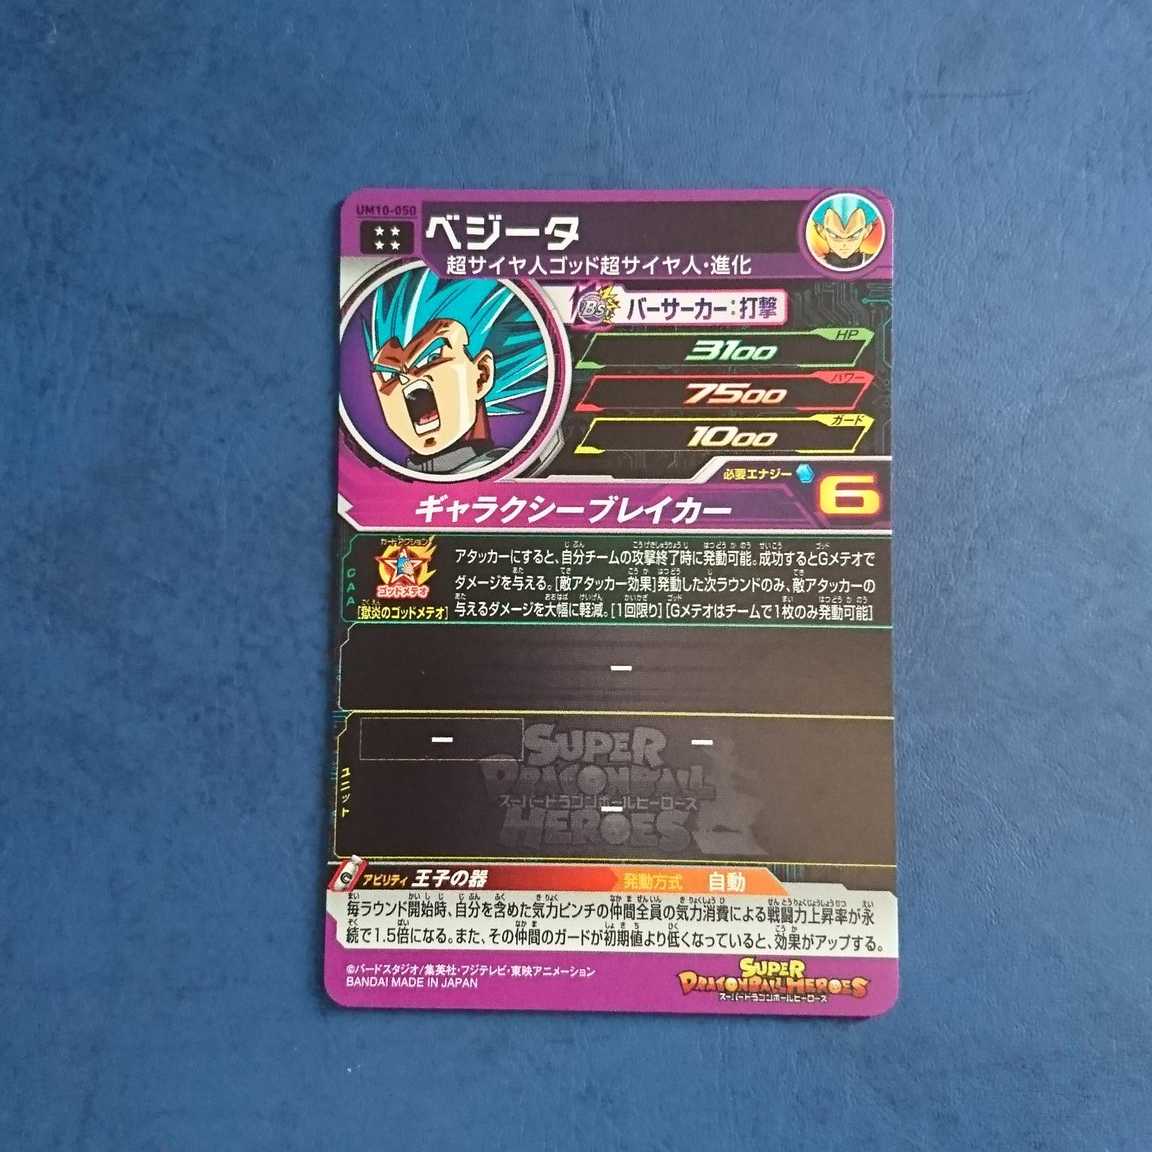 UM10-050
ベジータ
超サイヤ人ゴッド超サイヤ人・進化
Bs バーサーカー:打撃
HP
3100
パワー
7500
ガード
1000
必要エナジー 6
ギャラクシーブレイカー
CAA
カードアクション
ゴッドメテオ
[獄炎のゴッドメテオ]
アタッカーにすると、自分チームの攻撃終了時に発動可能。成功するとGメテオで
ダメージを与える。[敵アタッカー効果]発動した次ラウンドのみ、敵アタッカーの
与えるダメージを大幅に軽減。[1回限り][Gメテオはチームで1枚のみ発動可能]
ー
ユニット
ー ー
ー
SUPER
DRAGONBALL
スーパードラゴンボールヒーローズ
HEROES
アビリティ 王子の器 発動方式 自動
毎ラウンド開始時、自分を含めた気力ピンチの仲間全員の気力消費による戦闘力上昇率が永
続で1.5倍になる。また、その仲間のガードが初期値より低くなっていると、効果がアップする。
©バードスタジオ/集英社・フジテレビ・東映アニメーション
BANDAI MADE IN JAPAN
SUPER
DRAGONBALL HEROES
スーパードラゴンボールヒーローズ